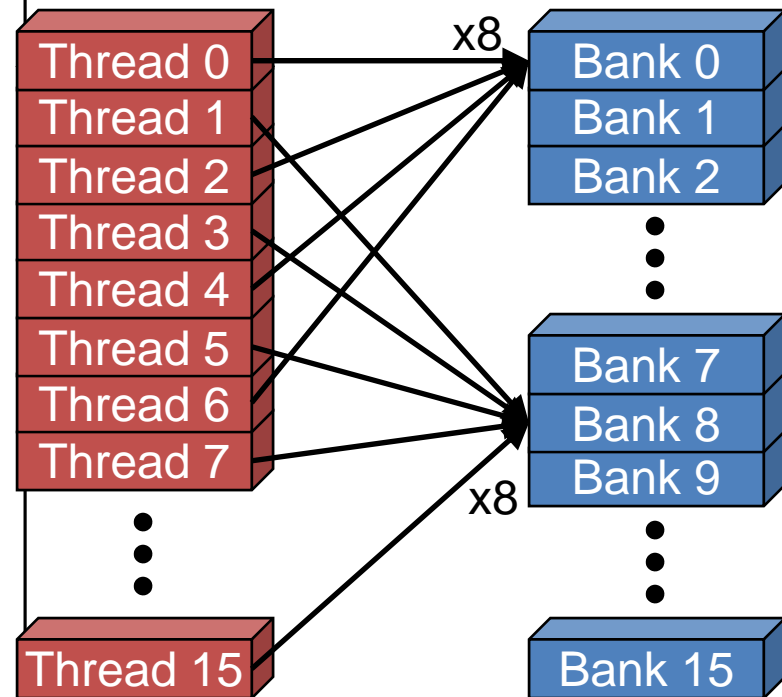 x8
Thread 0
Thread 1
Thread 2
Thread 3
Thread 4
Thread 5
Thread 6
Thread 7
Thread 15
Bank 0
Bank 1
Bank 2
Bank 7
Bank 8
Bank 9
x8
Bank 15